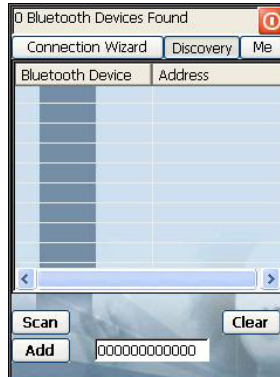 0 Bluetooth Devices Found
Connection Wizard Discovery Me
Bluetooth Device Address
Scan Clear
Add 000000000000